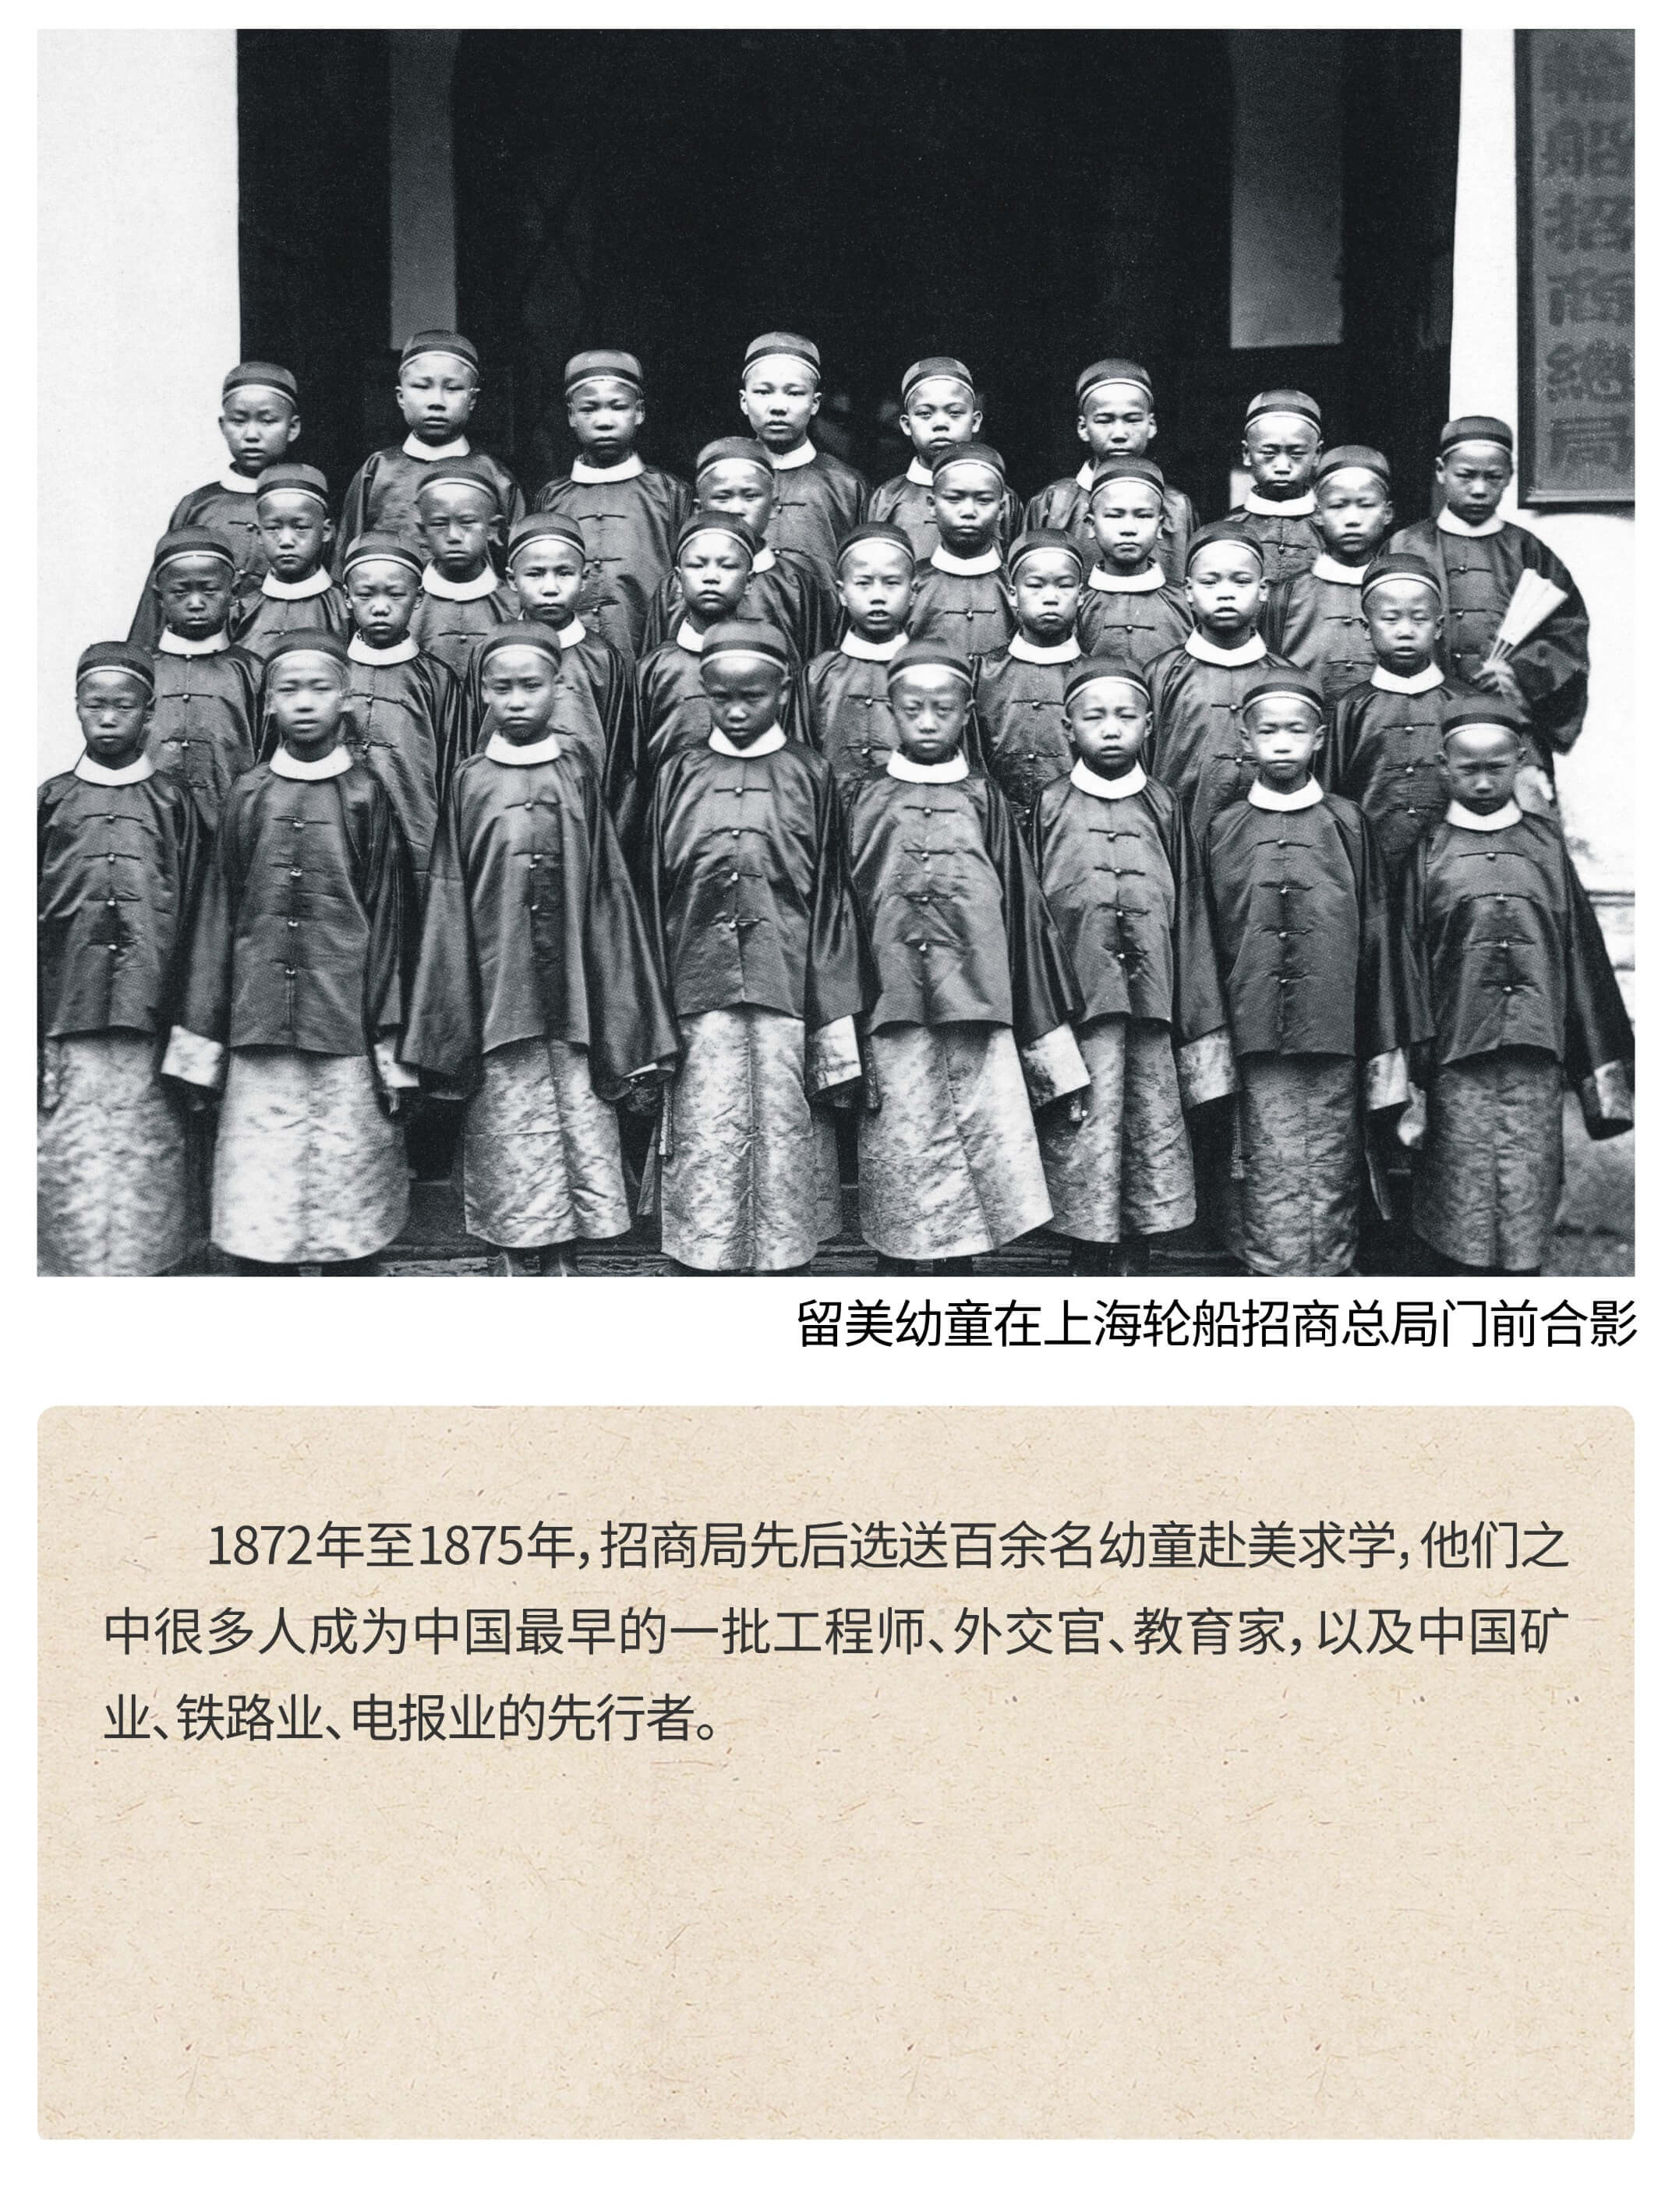 輪船招商總局
留美幼童在上海轮船招商总局门前合影
1872年至1875年，招商局先后选送百余名幼童赴美求学，他们之
中很多人成为中国最早的一批工程师、外交官、教育家，以及中国矿
业、铁路业、电报业的先行者。